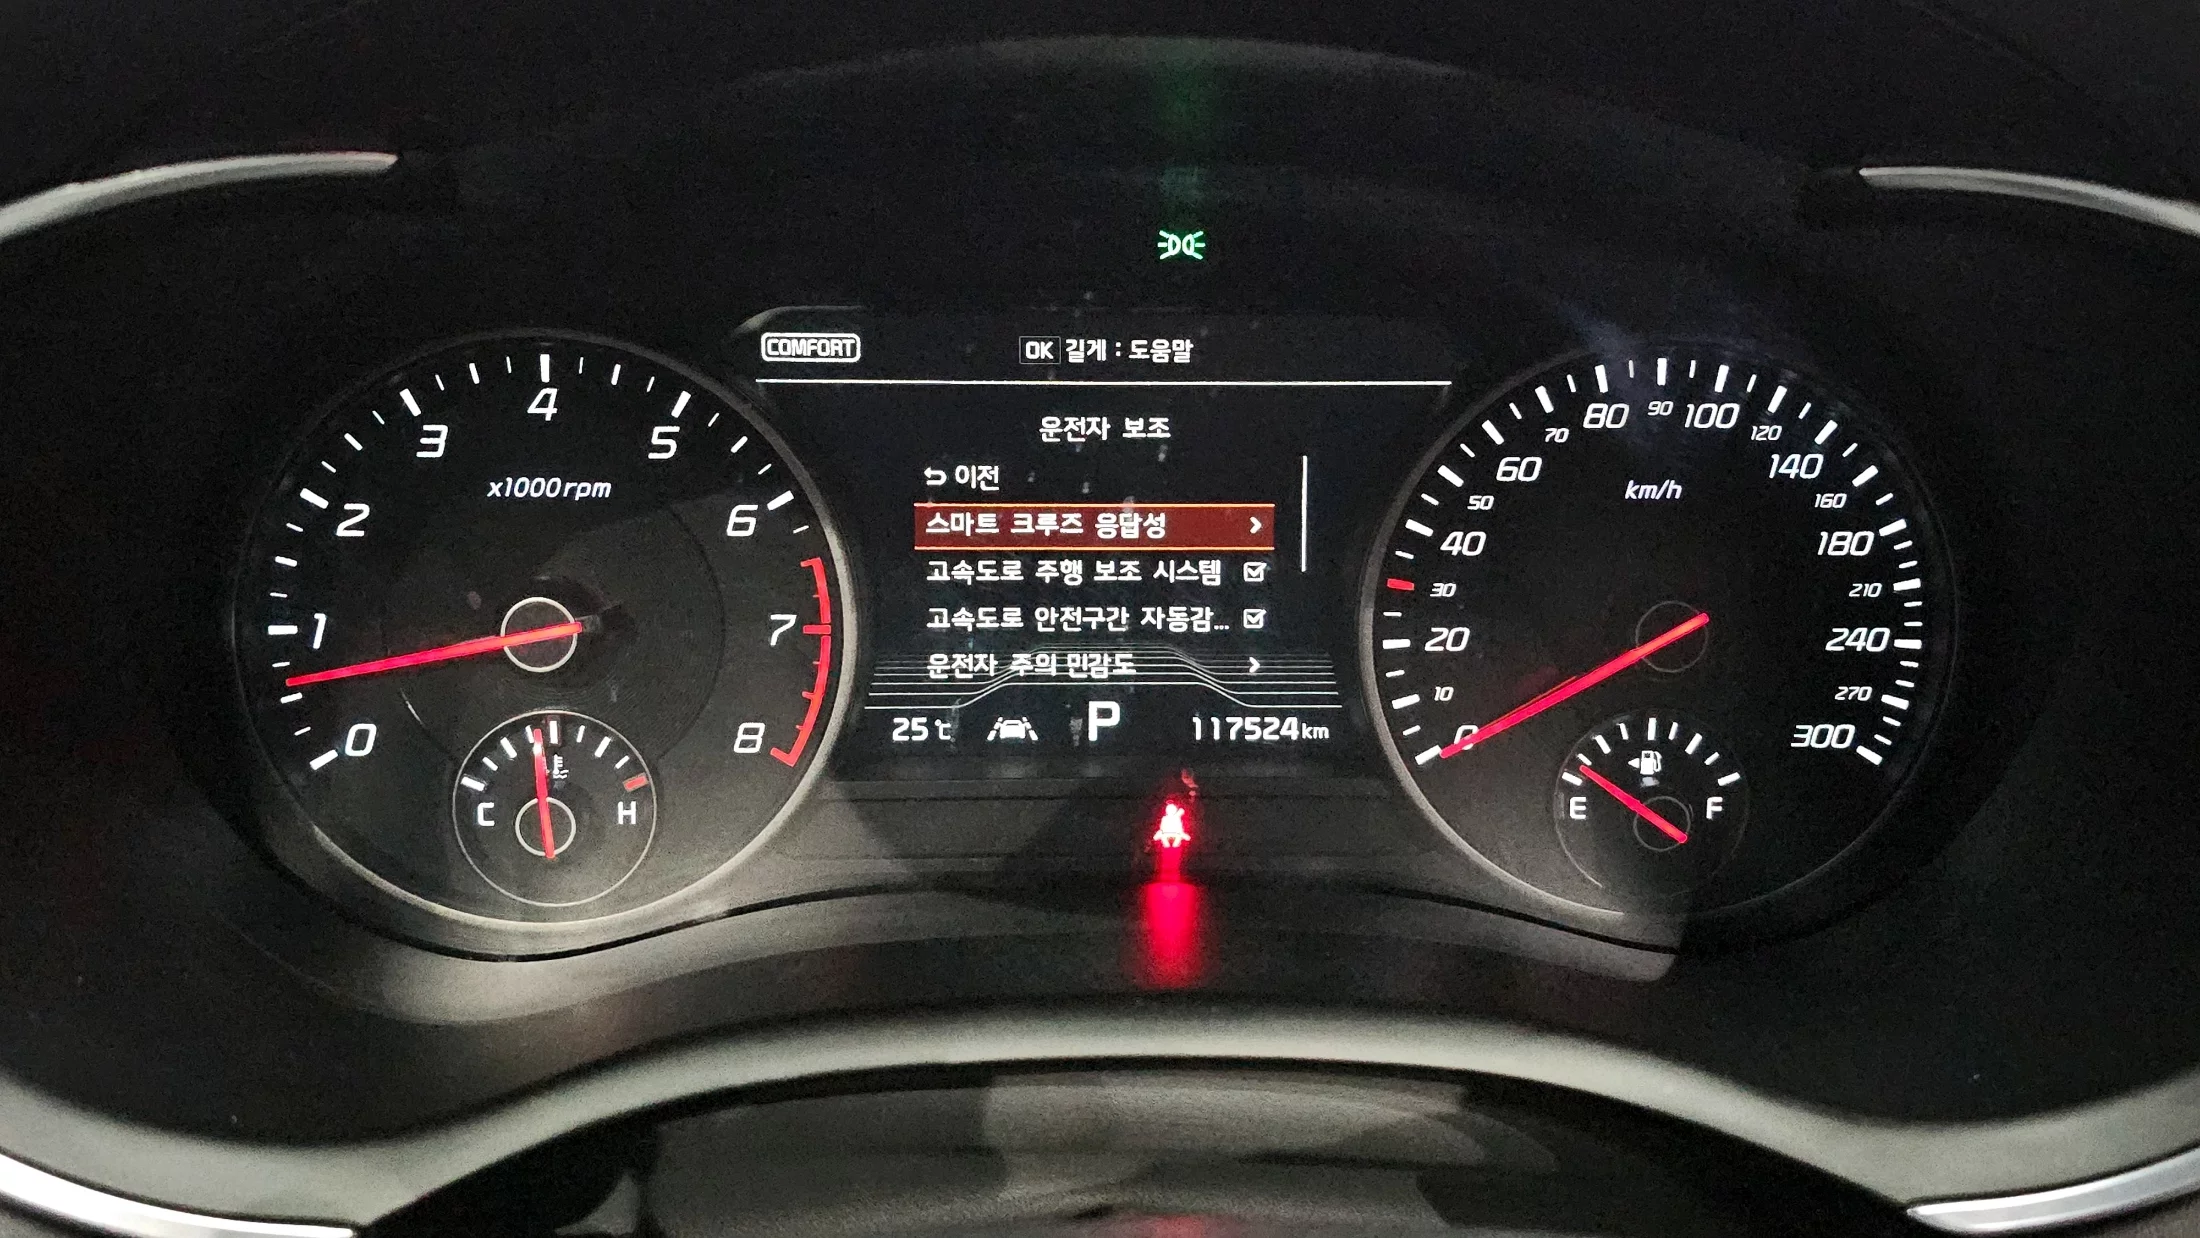 COMFORT
OK 길게 : 도움말
운전자 보조
이전
스마트 크루즈 응답성
고속도로 주행 보조 시스템
고속도로 안전구간 자동감...
운전자 주의 민감도
25℃ P 117524km
x1000rpm
0 1 2 3 4 5 6 7 8
C H
km/h
0 10 20 30 40 50 60 70 80 90 100 120 140 160 180 210 240 270 300
E F